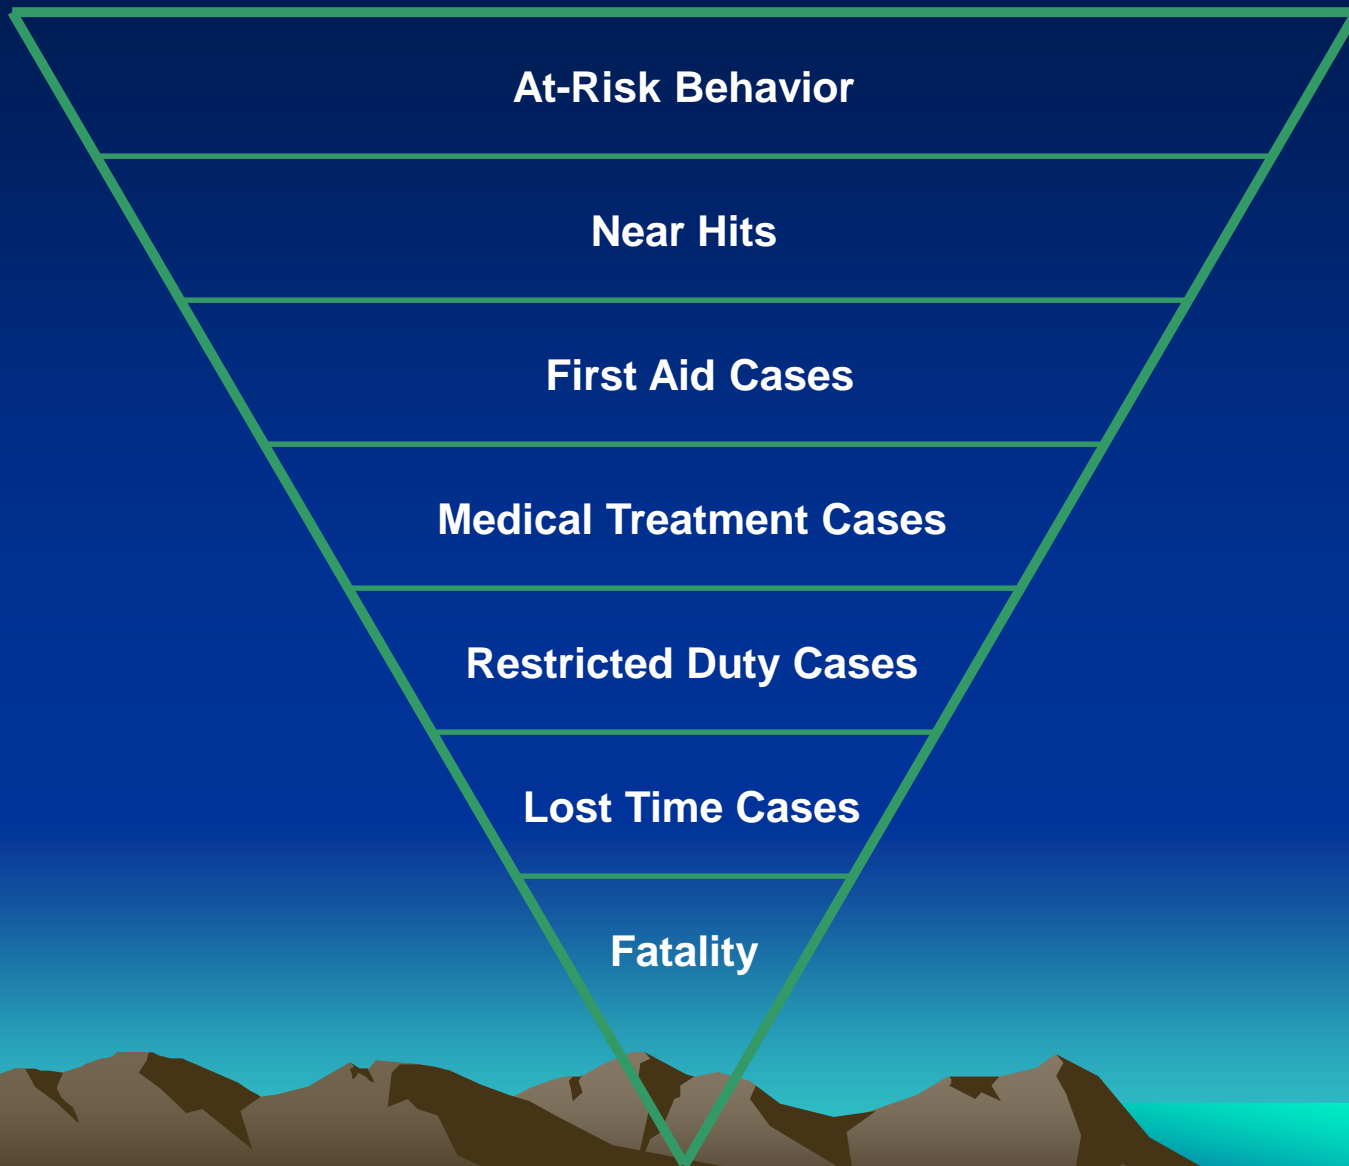 At-Risk Behavior
Near Hits
First Aid Cases
Medical Treatment Cases
Restricted Duty Cases
Lost Time Cases
Fatality